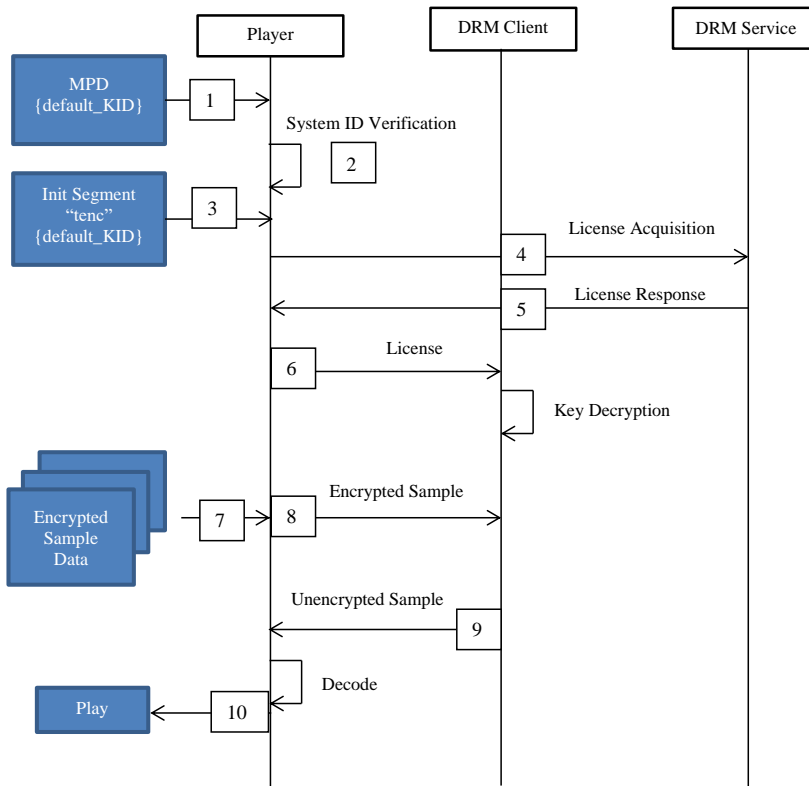 Player
DRM Client
DRM Service
MPD
{default_KID}
1
System ID Verification
2
Init Segment
“tenc”
{default_KID}
3
License Acquisition
4
License Response
5
License
6
Key Decryption
Encrypted
Sample
Data
7
8
Encrypted Sample
Unencrypted Sample
9
Decode
Play
10